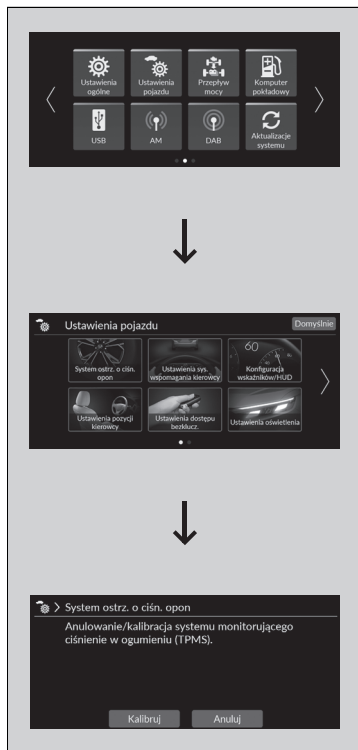 Ustawienia
ogólne
Ustawienia
pojazdu
Przepływ
mocy
Komputer
pokładowy
USB
AM
DAB
Aktualizacje
systemu
Ustawienia pojazdu
Domyślnie
System ostrz. o ciśn.
opon
Ustawienia sys.
wspomagania kierowcy
60
Konfiguracja
wskaźników/HUD
Ustawienia pozycji
kierowcy
Ustawienia dostępu
bezklucz.
Ustawienia oświetlenia
System ostrz. o ciśn. opon
Anulowanie/kalibracja systemu monitorującego
ciśnienie w ogumieniu (TPMS).
Kalibruj
Anuluj